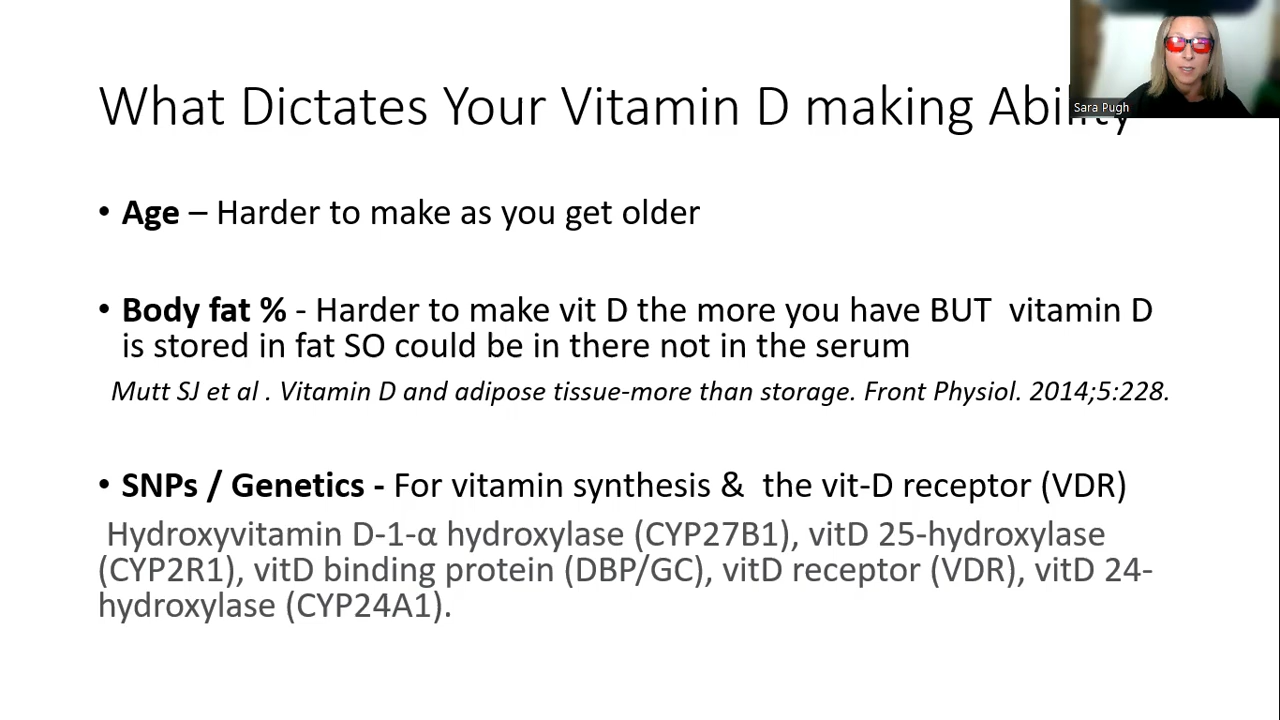 What Dictates Your Vitamin D making Ability
Sara Pugh
• Age – Harder to make as you get older
• Body fat % - Harder to make vit D the more you have BUT  vitamin D
is stored in fat SO could be in there not in the serum
Mutt SJ et al . Vitamin D and adipose tissue-more than storage. Front Physiol. 2014;5:228.
• SNPs / Genetics - For vitamin synthesis &  the vit-D receptor (VDR)
Hydroxyvitamin D-1-α hydroxylase (CYP27B1), vitD 25-hydroxylase
(CYP2R1), vitD binding protein (DBP/GC), vitD receptor (VDR), vitD 24-
hydroxylase (CYP24A1).